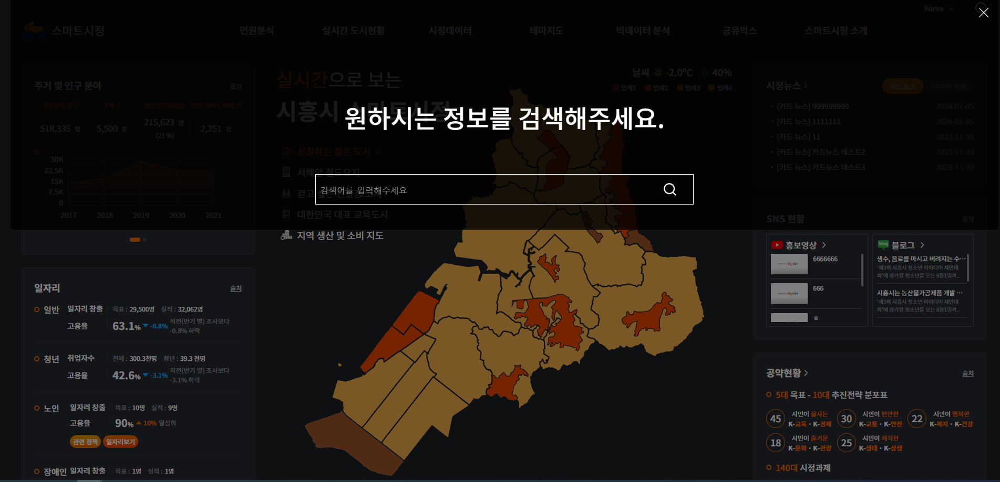 Korea
스마트시정
민원분석
실시간 도시현황
시정데이터
테마지도
빅데이터 분석
공유박스
스마트시정 소개
주거 및 인구 분야
출처
주민등록 인구
주택 수
청년 인구(비중)
민간 아파트 매매 건
518,336 명
5,500 호
215,623 명
(21 %)
2,251 건
30K
22.5K
15K
7.5K
0
2017
2018
2019
2020
2021
실시간으로 보는
시흥시 스마트시정
날씨 -2.0℃ 40%
범례1
범례2
범례3
범례4
원하시는 정보를 검색해주세요.
검색어를 입력해주세요
성장하는 젊은 도시
서해안 철도요지
대한민국 대표 교육도시
지역 생산 및 소비 지도
시정뉴스
카드뉴스
미디어 시흥
· [카드 뉴스] 999999999 2024-01-05
· [카드 뉴스] 1111111 2024-01-05
· [카드 뉴스] 11 2023-11-28
· [카드 뉴스] 카드뉴스 테스트2 2023-11-20
· [카드 뉴스] 카드뉴스 테스트3 2023-11-20
SNS 현황
출처
홍보영상
6666666
666
ㅎ
블로그
생수, 음료를 마시고 버려지는 수…
'제3회 시흥시 청소년 아이디어 제안대
회'에 참가할 청소년을 오는 8월1일까..
시흥시는 농산물가공제품 개발 …
'제3회 시흥시 청소년 아이디어 제안대
회'에 참가할 청소년을 오는 8월1일까..
일자리
출처
일반
일자리 창출 목표 : 29,500명 실적 : 32,062명
고용율 63.1% -0.8% 직전(반기 별) 조사보다
-0.8% 하락
청년
취업자수 전체 : 300.3천명 청년 : 39.3 천명
고용율 42.6% -3.1% 직전(반기 별) 조사보다
-3.1% 하락
노인
일자리 창출 목표 : 10명 실적 : 9명
고용율 90% 10% 열심히
관련 정책
일자리보기
장애인 일자리 창출 목표 : 1명 실적 : 1명
공약현황
출처
5대 목표 - 10대 추진전략 분포표
45 시민이 잘사는
K-교육 · K-경제
30 시민이 편안한
K-교통 · K-안전
22 시민이 행복한
K-복지 · K-건강
18 시민이 즐거운
K-문화 · K-관광
25 시민이 쾌적한
K-생태 · K-상생
140대 시정과제